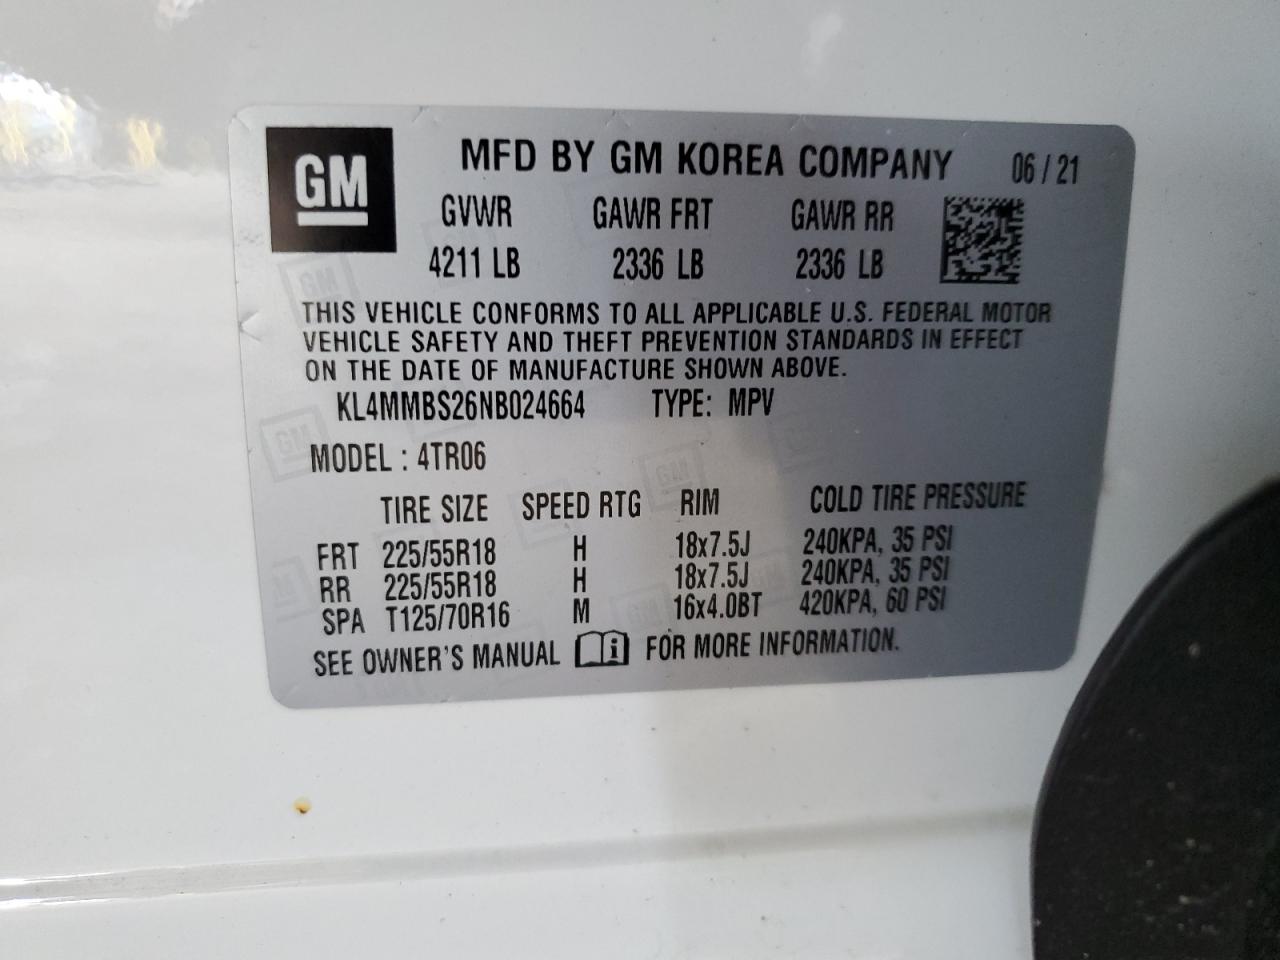 GM MFD BY GM KOREA COMPANY 06 / 21
GVWR GAWR FRT GAWR RR
4211 LB 2336 LB 2336 LB
THIS VEHICLE CONFORMS TO ALL APPLICABLE U.S. FEDERAL MOTOR
VEHICLE SAFETY AND THEFT PREVENTION STANDARDS IN EFFECT
ON THE DATE OF MANUFACTURE SHOWN ABOVE.
KL4MMBS26NB024664 TYPE: MPV
MODEL : 4TR06
TIRE SIZE SPEED RTG RIM COLD TIRE PRESSURE
FRT 225/55R18 H 18x7.5J 240KPA, 35 PSI
RR 225/55R18 H 18x7.5J 240KPA, 35 PSI
SPA T125/70R16 M 16x4.0BT 420KPA, 60 PSI
SEE OWNER'S MANUAL i FOR MORE INFORMATION.